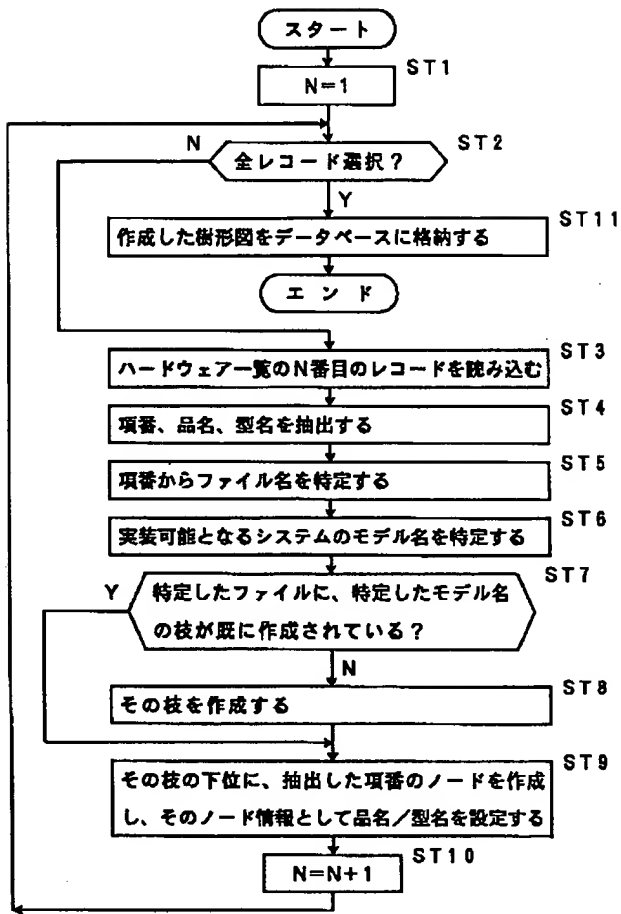 スタート
ST1
N=1
N
ST2
全レコード選択？
Y
ST11
作成した樹形図をデータベースに格納する
エンド
ST3
ハードウェア一覧のN番目のレコードを読み込む
ST4
項番、品名、型名を抽出する
ST5
項番からファイル名を特定する
ST6
実装可能となるシステムのモデル名を特定する
ST7
Y
特定したファイルに、特定したモデル名
の枝が既に作成されている？
N
ST8
その枝を作成する
ST9
その枝の下位に、抽出した項番のノードを作成
し、そのノード情報として品名／型名を設定する
ST10
N=N+1